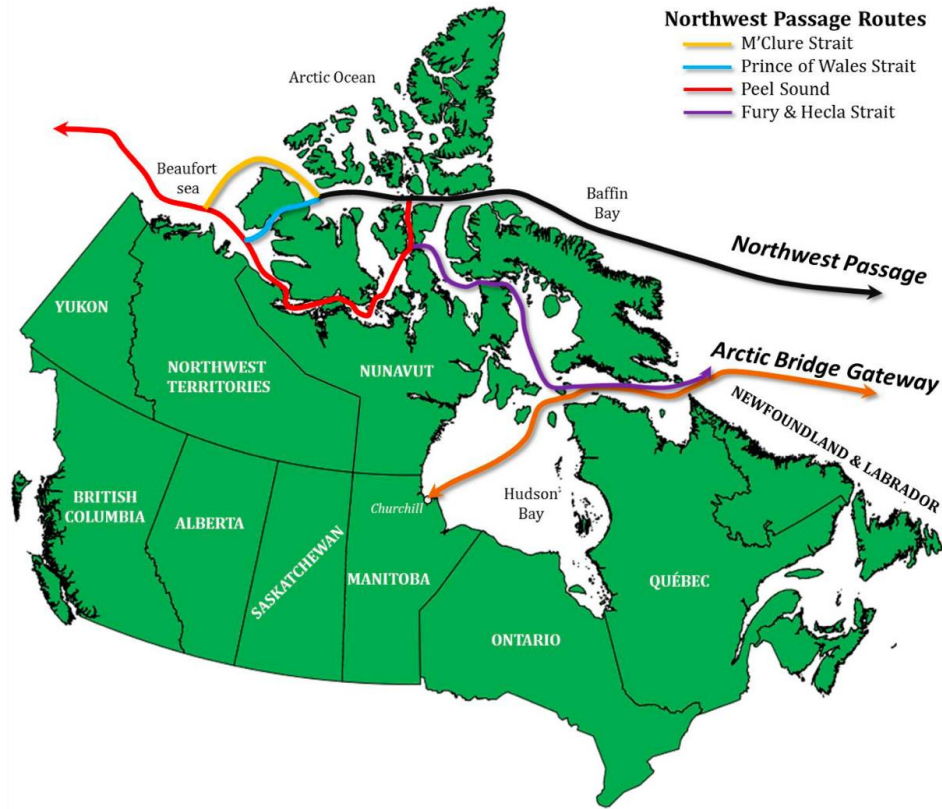 Northwest Passage Routes
M'Clure Strait
Prince of Wales Strait
Peel Sound
Fury & Hecla Strait
Arctic Ocean
Beaufort
sea
Baffin
Bay
Northwest Passage
YUKON
NORTHWEST
TERRITORIES
NUNAVUT
Arctic Bridge Gateway
NEWFOUNDLAND & LABRADOR
BRITISH
COLUMBIA
ALBERTA
SASKATCHEWAN
MANITOBA
Churchill
Hudson
Bay
ONTARIO
QUÉBEC